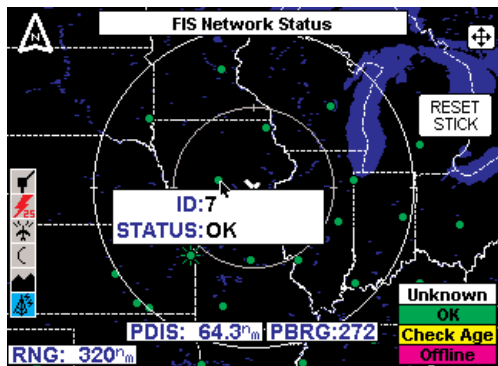 FIS Network Status
N
RESET
STICK
25
ID:7
STATUS:OK
Unknown
OK
Check Age
Offline
PDIS: 64.3nm PBRG:272
RNG: 320nm